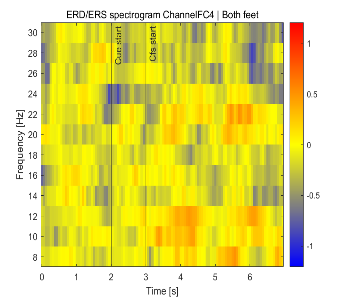 ERD/ERS spectrogram ChannelFC4 | Both feet
Frequency [Hz]
30
28
26
24
22
20
18
16
14
12
10
8
Cue start
Cfs start
1
0.5
0
-0.5
-1
0 1 2 3 4 5 6
Time [s]